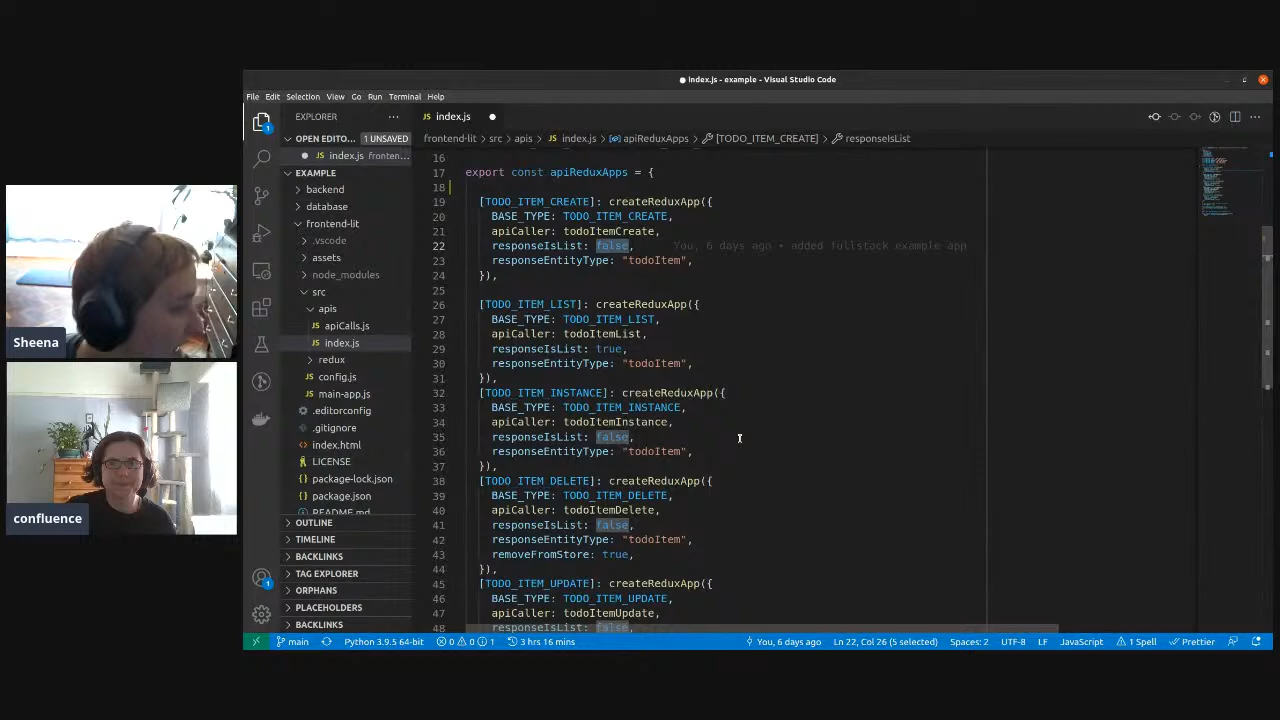 index.js - example - Visual Studio Code
File Edit Selection View Go Run Terminal Help
EXPLORER
index.js
OPEN EDITO... 1 UNSAVED
frontend-lit > src > apis > index.js > apiReduxApps > [TODO_ITEM_CREATE] > responseIsList
index.js fronten...
EXAMPLE
backend
database
frontend-lit
.vscode
assets
node_modules
src
apis
apiCalls.js
index.js
redux
config.js
main-app.js
.editorconfig
.gitignore
index.html
LICENSE
package-lock.json
package.json
README.md
OUTLINE
TIMELINE
BACKLINKS
TAG EXPLORER
ORPHANS
PLACEHOLDERS
BACKLINKS
16
17 export const apiReduxApps = {
18
19 [TODO_ITEM_CREATE]: createReduxApp({
20 BASE_TYPE: TODO_ITEM_CREATE,
21 apiCaller: todoItemCreate,
22 responseIsList: false, You, 6 days ago • added fullstack example app
23 responseEntityType: "todoItem",
24 }),
25
26 [TODO_ITEM_LIST]: createReduxApp({
27 BASE_TYPE: TODO_ITEM_LIST,
28 apiCaller: todoItemList,
29 responseIsList: true,
30 responseEntityType: "todoItem",
31 }),
32 [TODO_ITEM_INSTANCE]: createReduxApp({
33 BASE_TYPE: TODO_ITEM_INSTANCE,
34 apiCaller: todoItemInstance,
35 responseIsList: false,
36 responseEntityType: "todoItem",
37 }),
38 [TODO_ITEM_DELETE]: createReduxApp({
39 BASE_TYPE: TODO_ITEM_DELETE,
40 apiCaller: todoItemDelete,
41 responseIsList: false,
42 responseEntityType: "todoItem",
43 removeFromStore: true,
44 }),
45 [TODO_ITEM_UPDATE]: createReduxApp({
46 BASE_TYPE: TODO_ITEM_UPDATE,
47 apiCaller: todoItemUpdate,
48 responseIsList: false,
main Python 3.9.5 64-bit 0 0 1 3 hrs 16 mins You, 6 days ago Ln 22, Col 26 (5 selected) Spaces: 2 UTF-8 LF JavaScript 1 Spell Prettier
Sheena
confluence